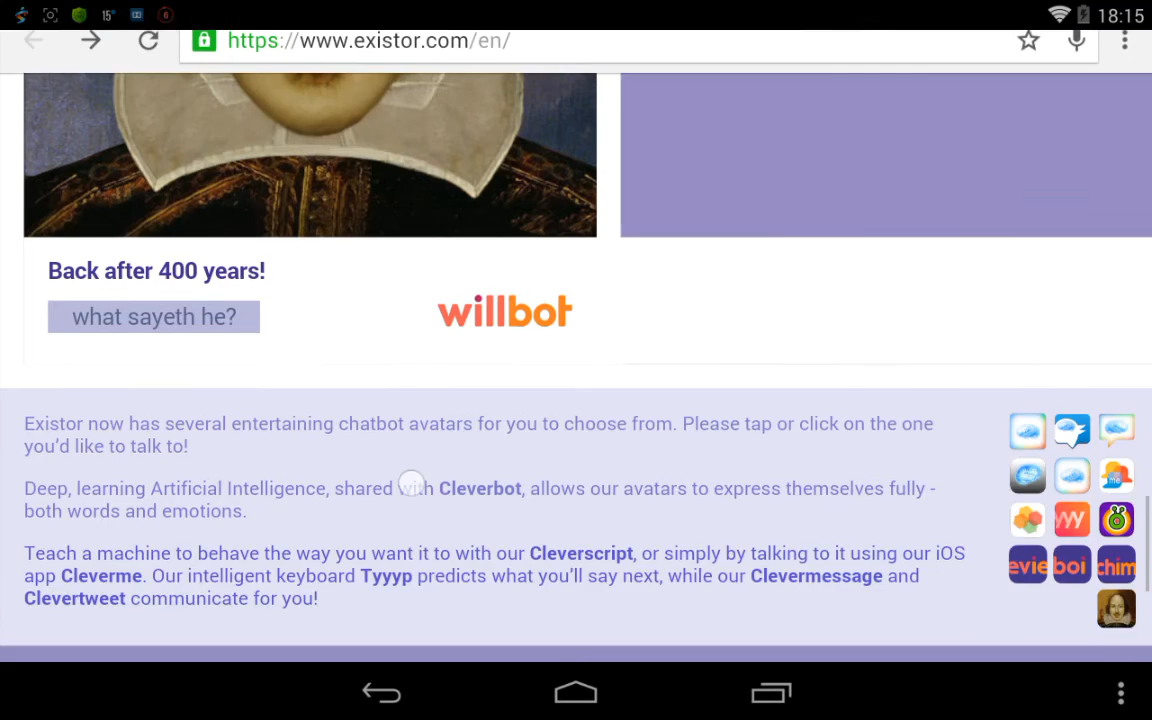 15°
18:15
https://www.existor.com/en/
Back after 400 years!
what sayeth he?
willbot
Existor now has several entertaining chatbot avatars for you to choose from. Please tap or click on the one
you'd like to talk to!
Deep, learning Artificial Intelligence, shared with Cleverbot, allows our avatars to express themselves fully -
both words and emotions.
Teach a machine to behave the way you want it to with our Cleverscript, or simply by talking to it using our iOS
app Cleverme. Our intelligent keyboard Tyyyp predicts what you'll say next, while our Clevermessage and
Clevertweet communicate for you!
me
yyy
evie boi chim